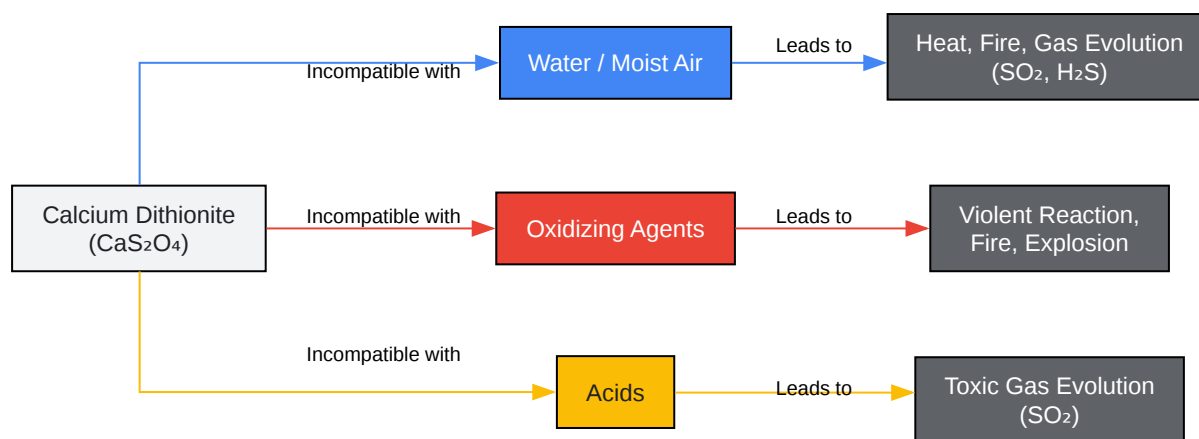 Calcium Dithionite
(CaS₂O₄)
Incompatible with
Water / Moist Air
Leads to
Heat, Fire, Gas Evolution
(SO₂, H₂S)
Incompatible with
Oxidizing Agents
Leads to
Violent Reaction,
Fire, Explosion
Incompatible with
Acids
Leads to
Toxic Gas Evolution
(SO₂)